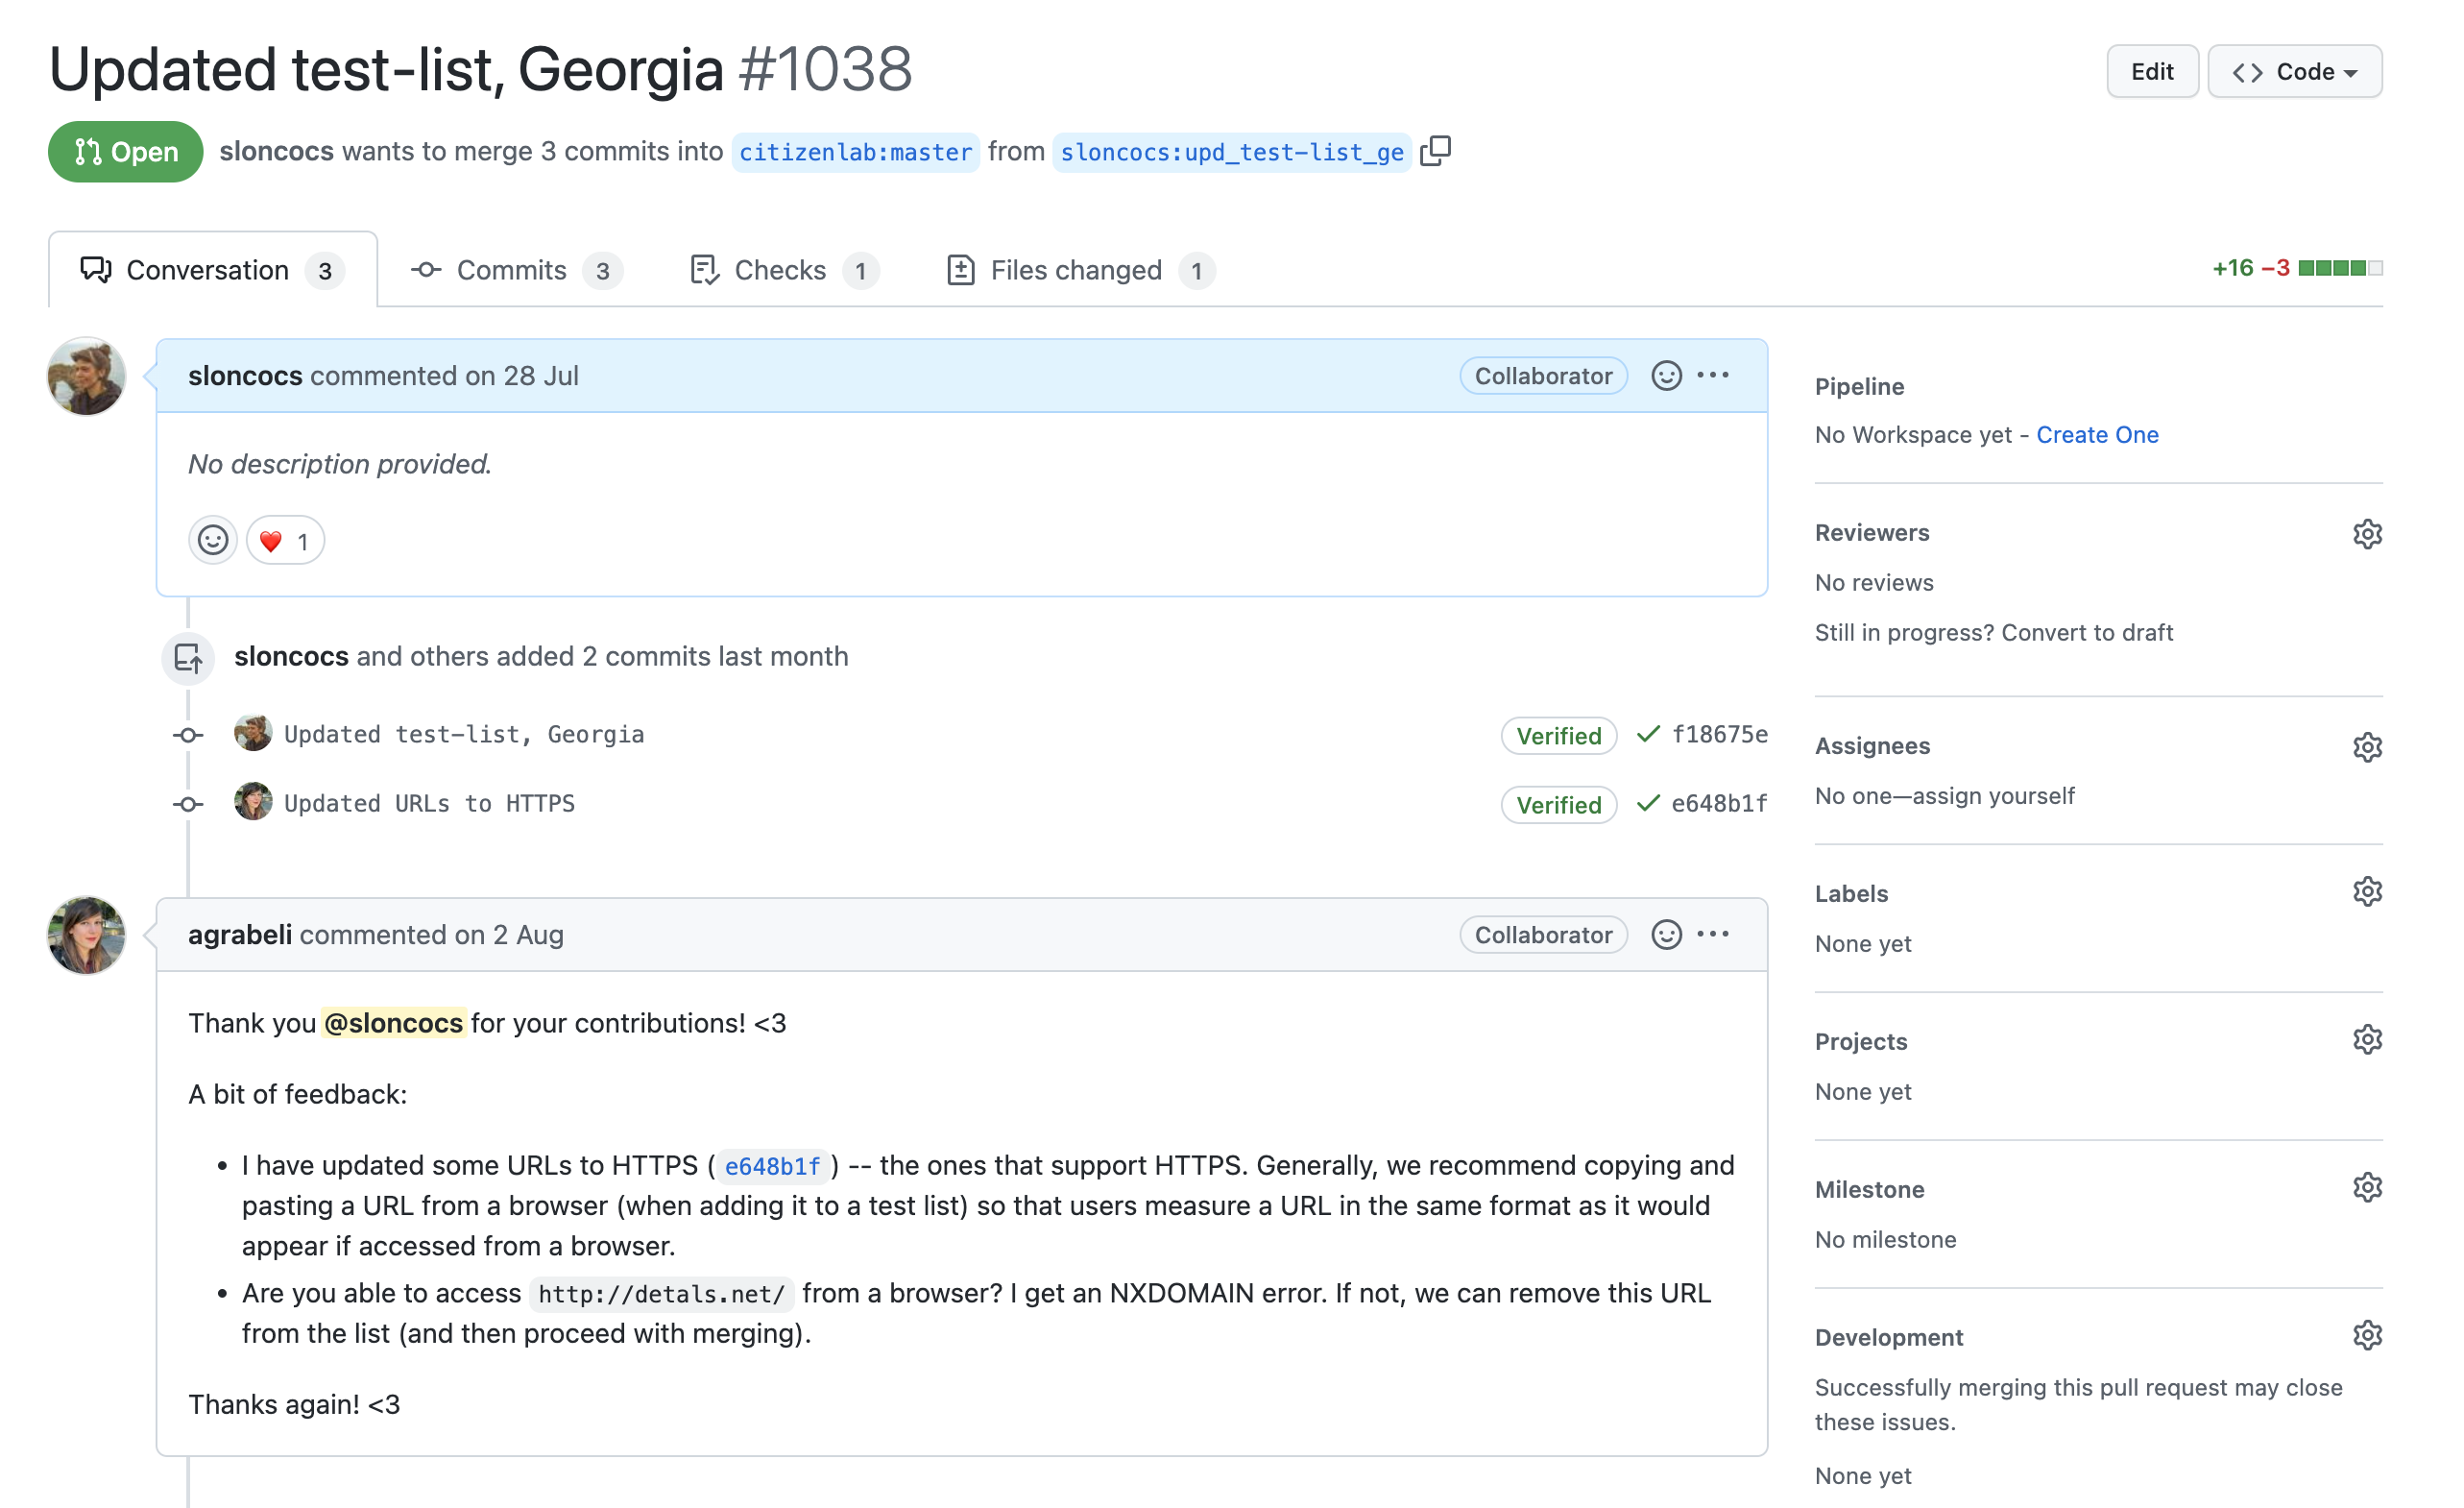 Updated test-list, Georgia #1038
Edit
Code
Open
sloncocs wants to merge 3 commits into citizenlab:master from sloncocs:upd_test-list_ge
Conversation 3
Commits 3
Checks 1
Files changed 1
+16 −3
sloncocs commented on 28 Jul
Collaborator
No description provided.
❤️ 1
sloncocs and others added 2 commits last month
Updated test-list, Georgia
Verified
f18675e
Updated URLs to HTTPS
Verified
e648b1f
agrabeli commented on 2 Aug
Collaborator
Thank you @sloncocs for your contributions! <3
A bit of feedback:
• I have updated some URLs to HTTPS (e648b1f) -- the ones that support HTTPS. Generally, we recommend copying and
pasting a URL from a browser (when adding it to a test list) so that users measure a URL in the same format as it would
appear if accessed from a browser.
• Are you able to access http://detals.net/ from a browser? I get an NXDOMAIN error. If not, we can remove this URL
from the list (and then proceed with merging).
Thanks again! <3
Pipeline
No Workspace yet - Create One
Reviewers
No reviews
Still in progress? Convert to draft
Assignees
No one—assign yourself
Labels
None yet
Projects
None yet
Milestone
No milestone
Development
Successfully merging this pull request may close
these issues.
None yet